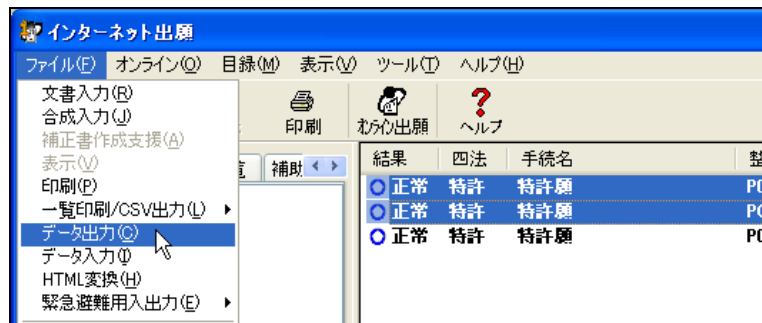 インターネット出願
ファイル(F) オンライン(O) 目録(M) 表示(V) ツール(T) ヘルプ(H)
文書入力(R)
合成入力(J)
補正書作成支援(A)
表示(V)
印刷(P)
一覧印刷/CSV出力(L)
データ出力(C)
データ入力(I)
HTML変換(H)
緊急避難用入出力(E)
印刷 オンライン出願 ヘルプ
補助
結果 四法 手続名
正常 特許 特許願
正常 特許 特許願
正常 特許 特許願